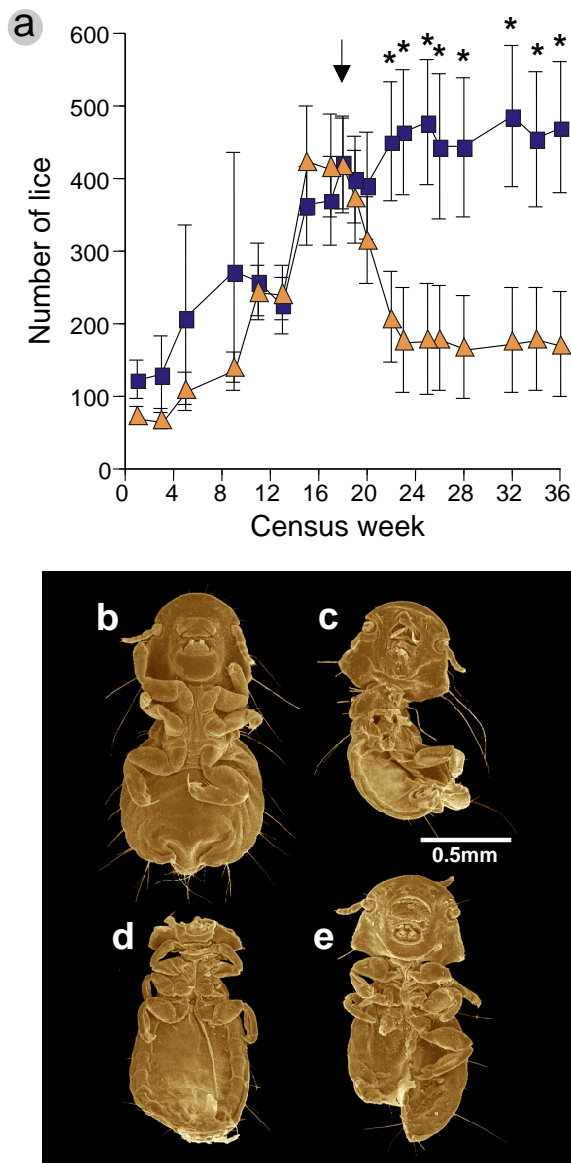 a
600
500
400
300
200
100
0
Number of lice
* * * * * * * *
0 4 8 12 16 20 24 28 32 36
Census week
b
c
0.5mm
d
e